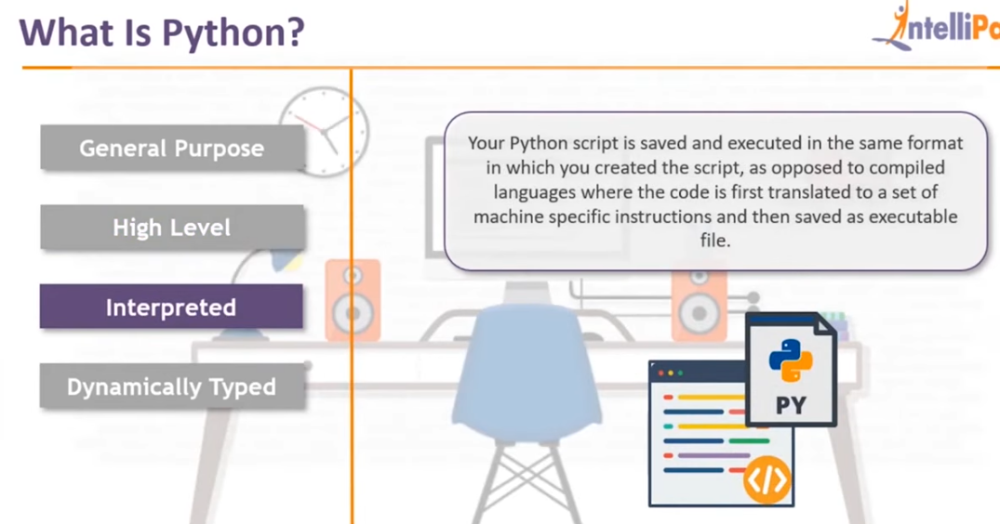 What Is Python?
IntelliPa
General Purpose
High Level
Interpreted
Dynamically Typed
Your Python script is saved and executed in the same format
in which you created the script, as opposed to compiled
languages where the code is first translated to a set of
machine specific instructions and then saved as executable
file.
PY
</>